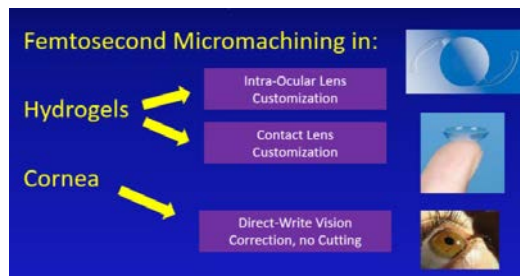 Femtosecond Micromachining in:
Intra-Ocular Lens
Customization
Hydrogels
Contact Lens
Customization
Cornea
Direct-Write Vision
Correction, no Cutting